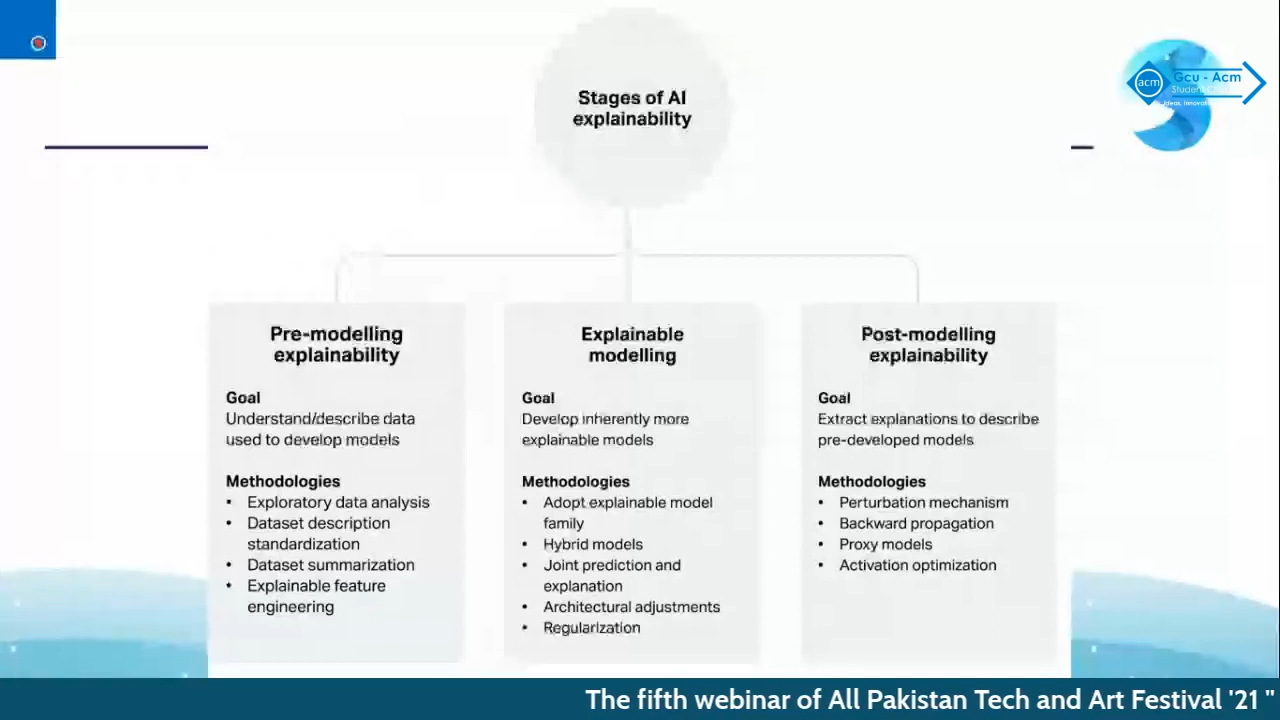 Stages of AI
explainability
acm
Gcu - Acm
Pre-modelling
explainability
Goal
Understand/describe data
used to develop models
Methodologies
• Exploratory data analysis
• Dataset description
standardization
• Dataset summarization
• Explainable feature
engineering
Explainable
modelling
Goal
Develop inherently more
explainable models
Methodologies
• Adopt explainable model
family
• Hybrid models
• Joint prediction and
explanation
• Architectural adjustments
• Regularization
Post-modelling
explainability
Goal
Extract explanations to describe
pre-developed models
Methodologies
• Perturbation mechanism
• Backward propagation
• Proxy models
• Activation optimization
The fifth webinar of All Pakistan Tech and Art Festival '21 "